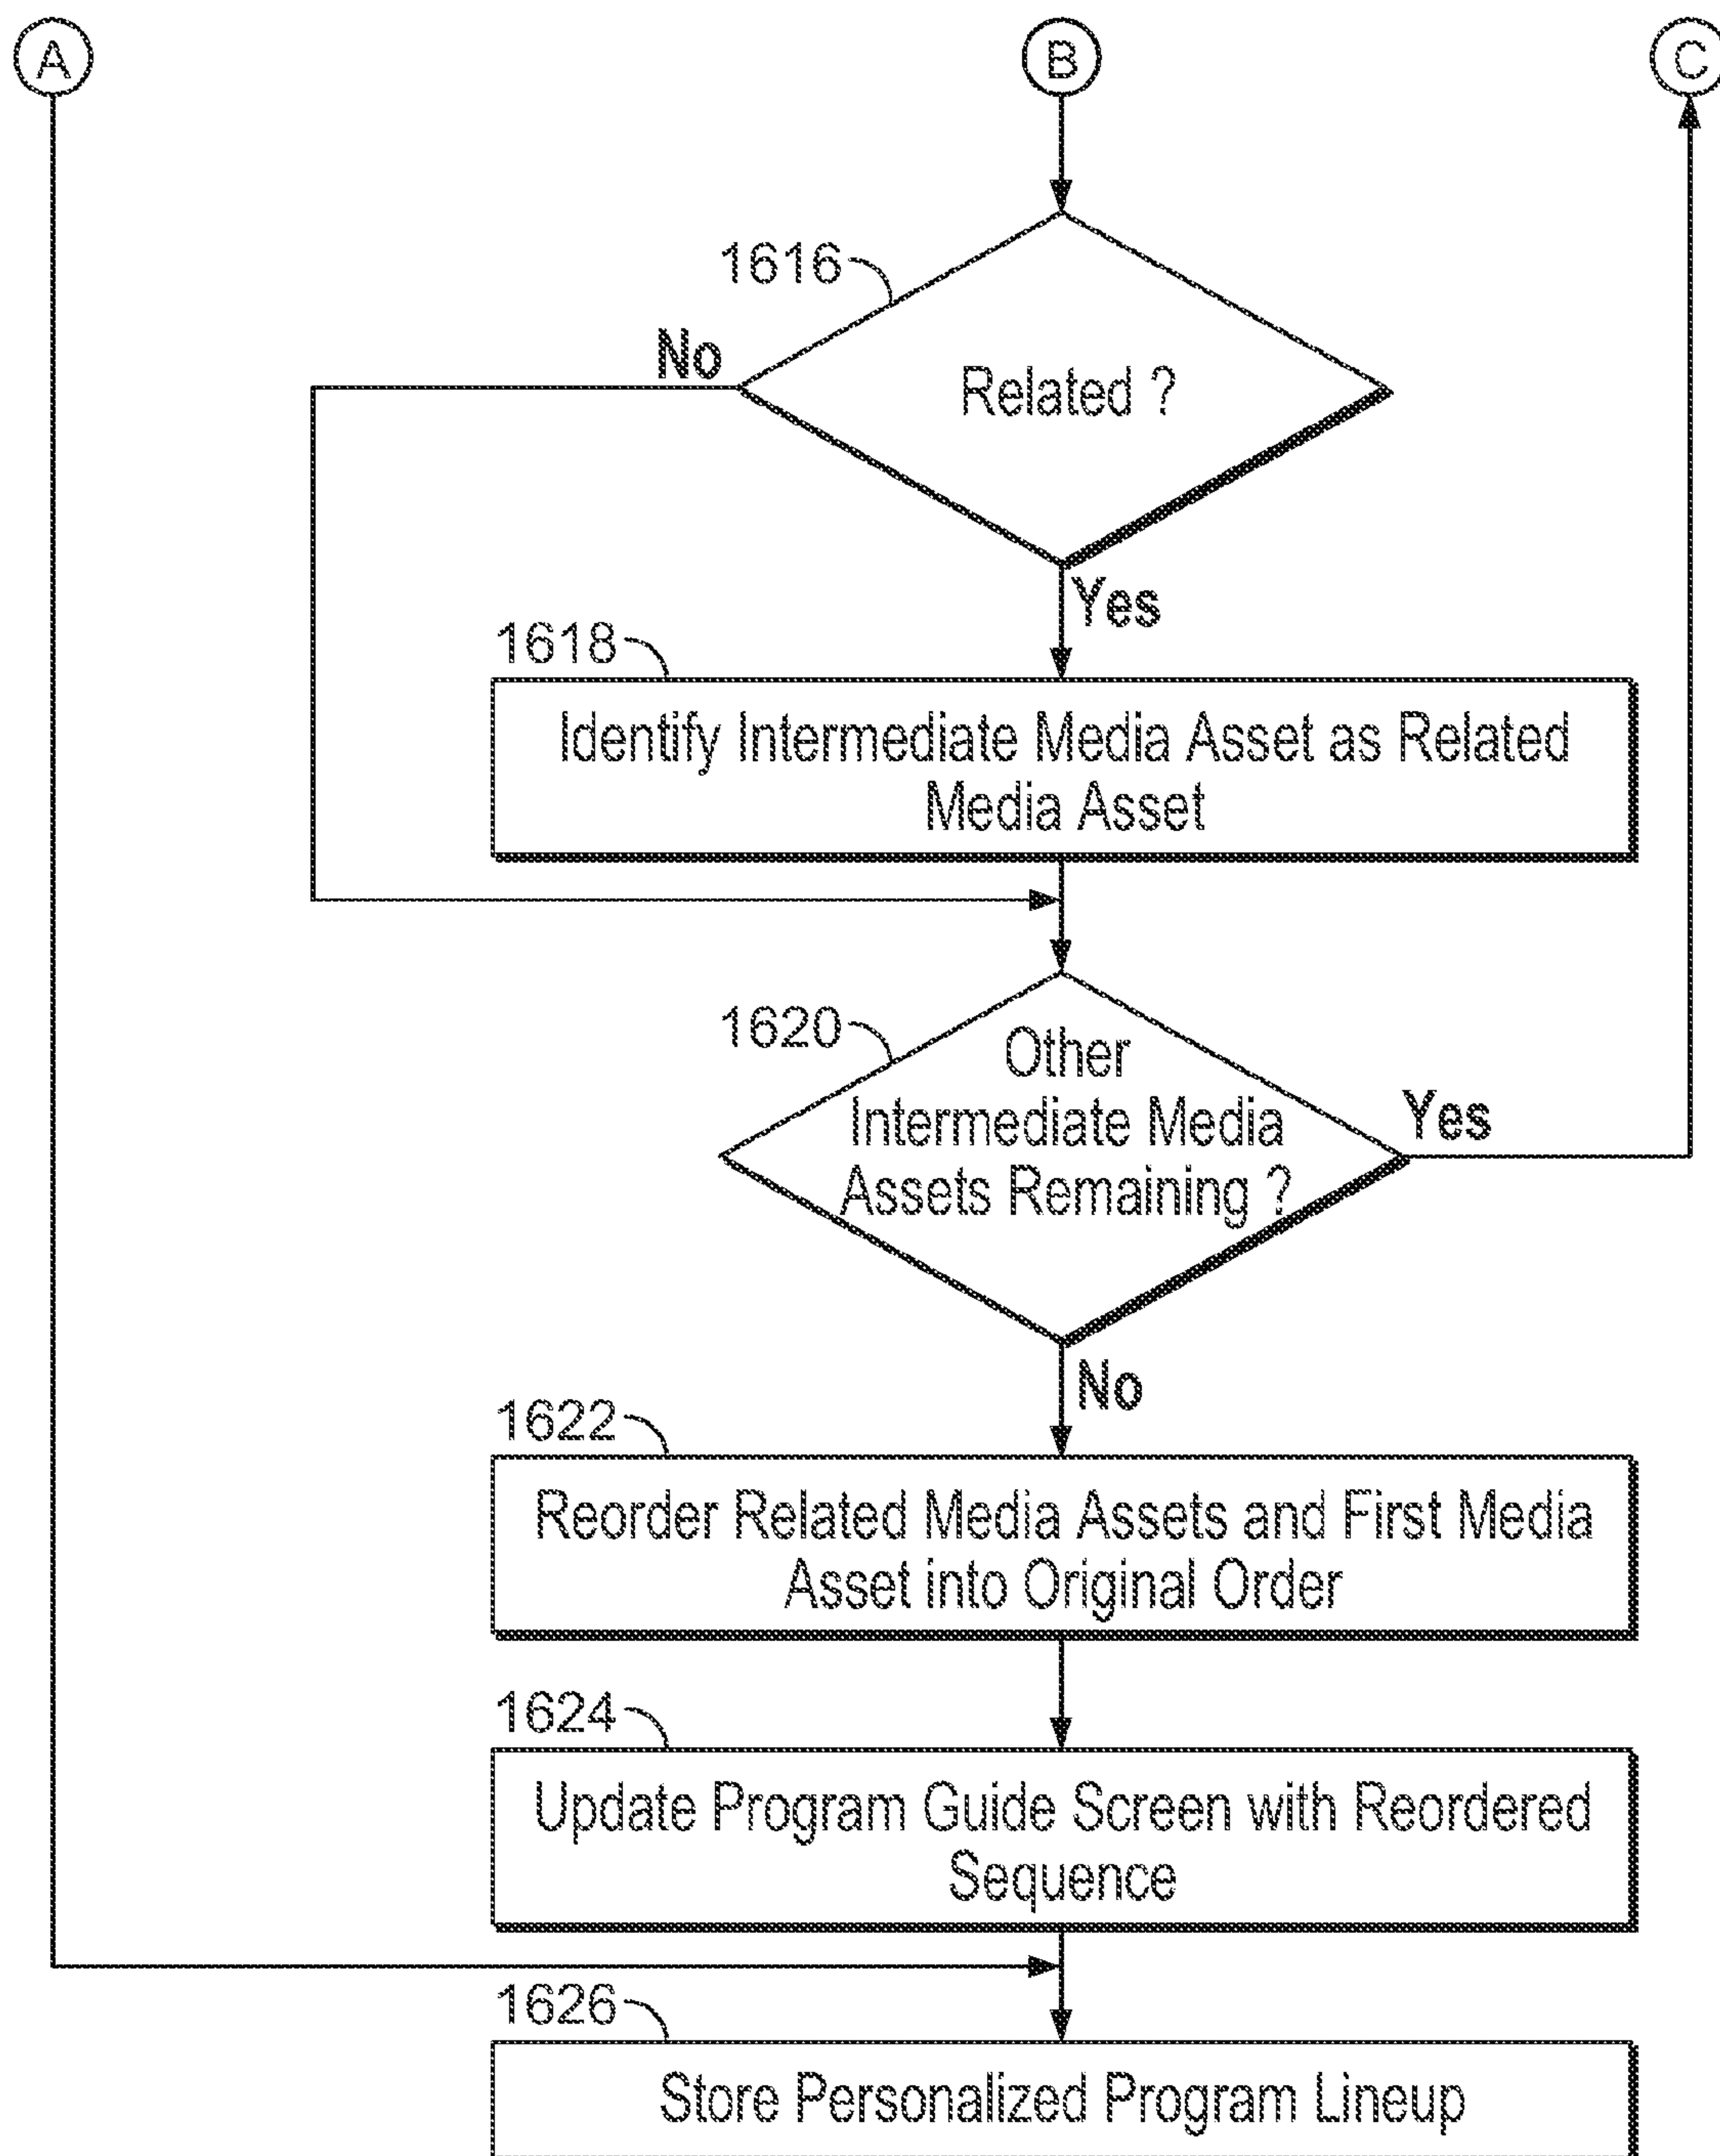 A
B
C
1616
No
Related ?
Yes
1618
Identify Intermediate Media Asset as Related
Media Asset
1620
Other
Intermediate Media
Assets Remaining ?
Yes
No
1622
Reorder Related Media Assets and First Media
Asset into Original Order
1624
Update Program Guide Screen with Reordered
Sequence
1626
Store Personalized Program Lineup